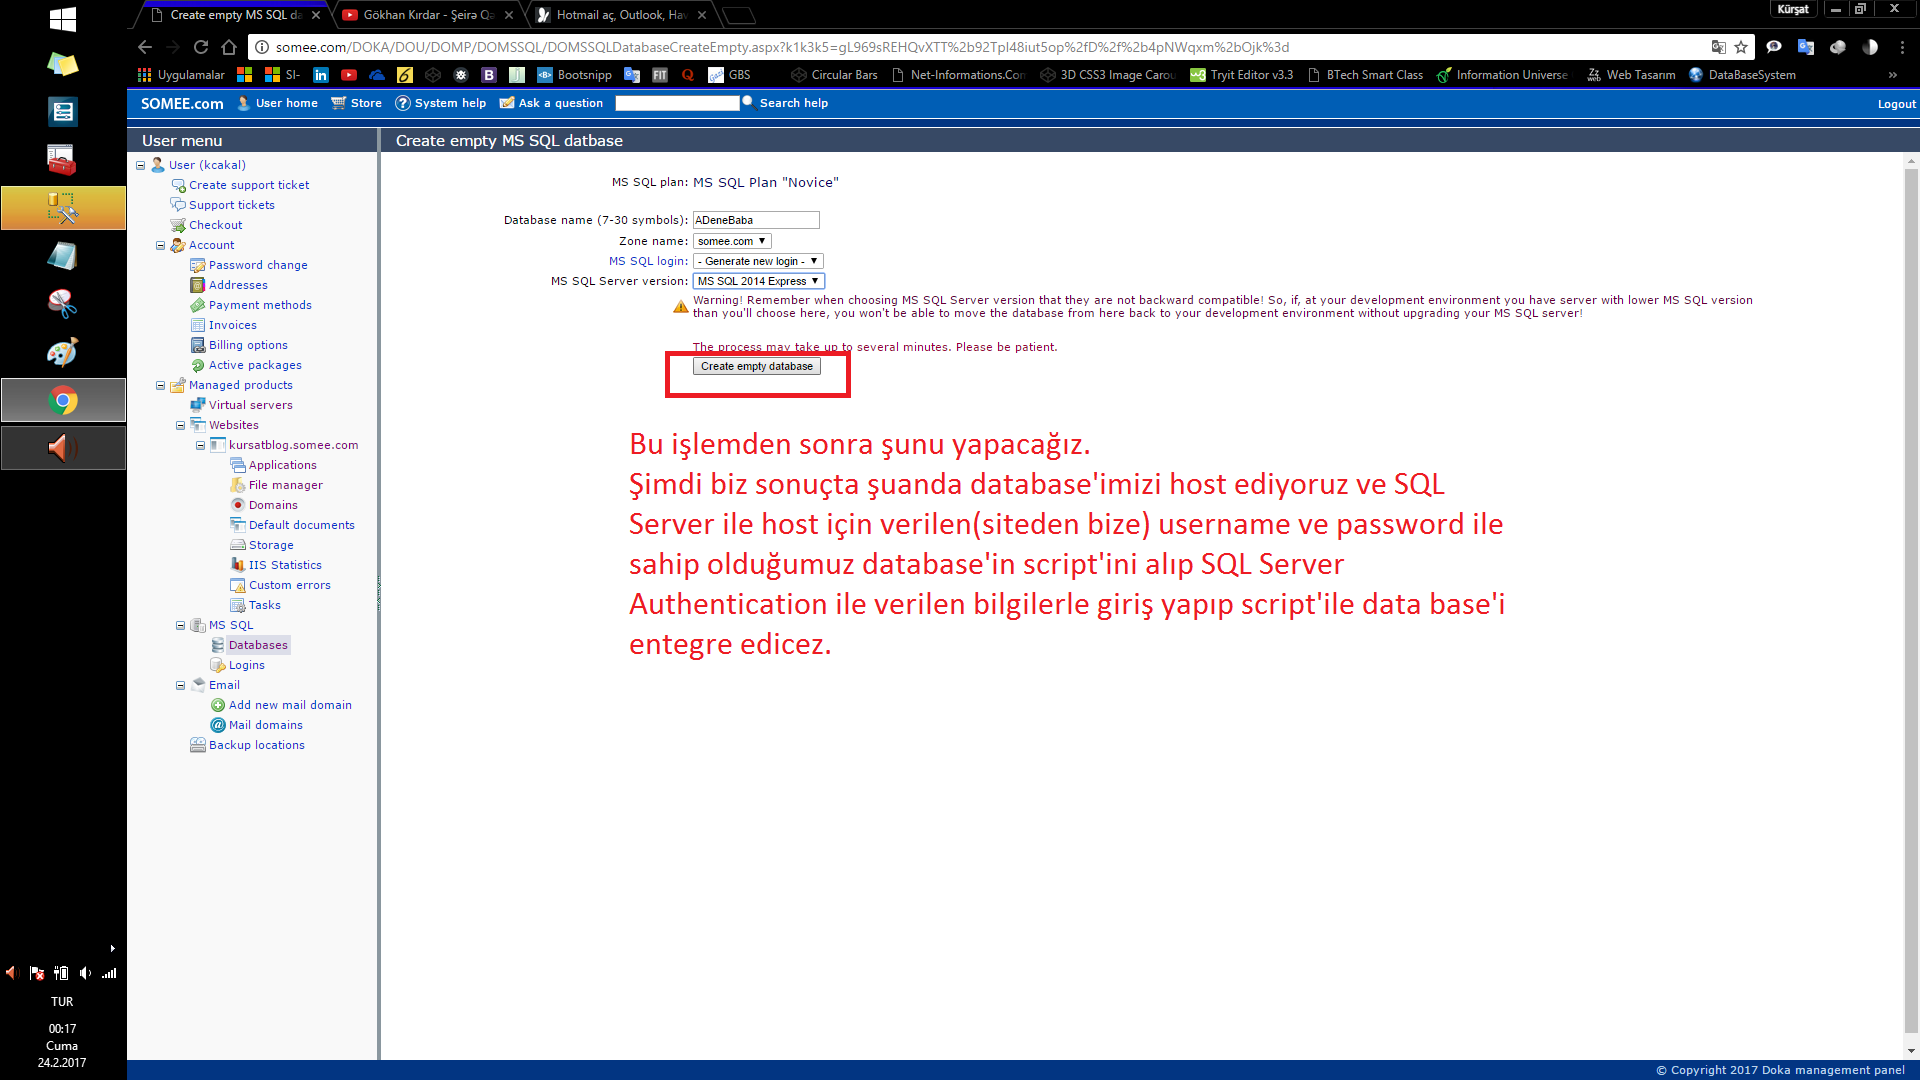 Create empty MS SQL da
Gökhan Kırdar - Şeirə Qə
Hotmail aç, Outlook, Hav
Kürşat
somee.com/DOKA/DOU/DOMP/DOMSSQL/DOMSSQLDatabaseCreateEmpty.aspx?k1k3k5=gL969sREHQvXTT%2b92Tpl48iut5op%2fD%2f%2b4pNWqxm%2bOjk%3d
Uygulamalar
SI-
Bootsnipp
FIT
GBS
Circular Bars
Net-Informations.Com
3D CSS3 Image Carou
Tryit Editor v3.3
BTech Smart Class
Information Universe
Web Tasarım
DataBaseSystem
»
SOMEE.com User home Store System help Ask a question Search help Logout
User menu
User (kcakal)
Create support ticket
Support tickets
Checkout
Account
Password change
Addresses
Payment methods
Invoices
Billing options
Active packages
Managed products
Virtual servers
Websites
kursatblog.somee.com
Applications
File manager
Domains
Default documents
Storage
IIS Statistics
Custom errors
Tasks
MS SQL
Databases
Logins
Email
Add new mail domain
Mail domains
Backup locations
Create empty MS SQL datbase
MS SQL plan: MS SQL Plan "Novice"
Database name (7-30 symbols): ADeneBaba
Zone name: somee.com
MS SQL login: - Generate new login -
MS SQL Server version: MS SQL 2014 Express
Warning! Remember when choosing MS SQL Server version that they are not backward compatible! So, if, at your development environment you have server with lower MS SQL version
than you'll choose here, you won't be able to move the database from here back to your development environment without upgrading your MS SQL server!
The process may take up to several minutes. Please be patient.
Create empty database
Bu işlemden sonra şunu yapacağız.
Şimdi biz sonuçta şuanda database'imizi host ediyoruz ve SQL
Server ile host için verilen(siteden bize) username ve password ile
sahip olduğumuz database'in script'ini alıp SQL Server
Authentication ile verilen bilgilerle giriş yapıp script'ile data base'i
entegre edicez.
TUR
00:17
Cuma
24.2.2017
© Copyright 2017 Doka management panel